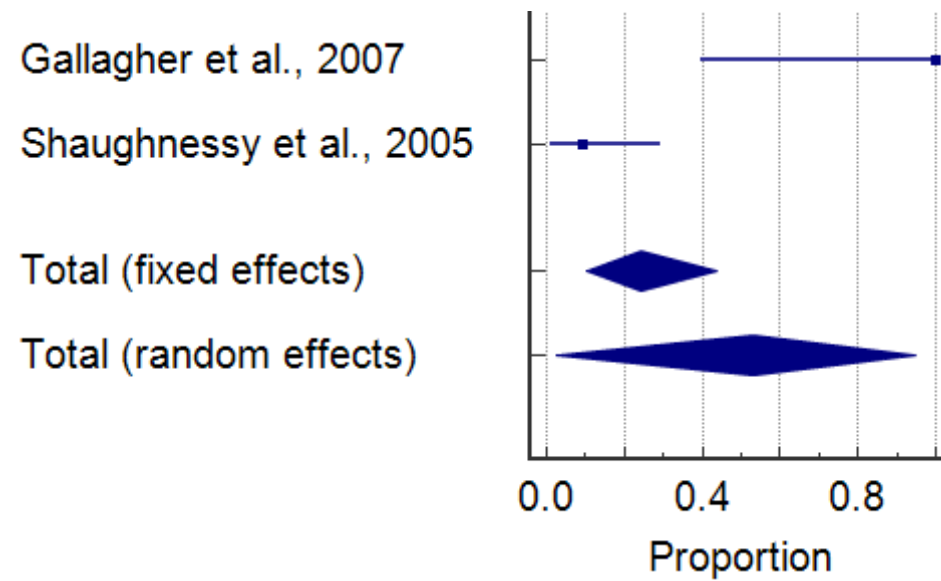 Gallagher et al., 2007
Shaughnessy et al., 2005
Total (fixed effects)
Total (random effects)
0.0 0.4 0.8
Proportion